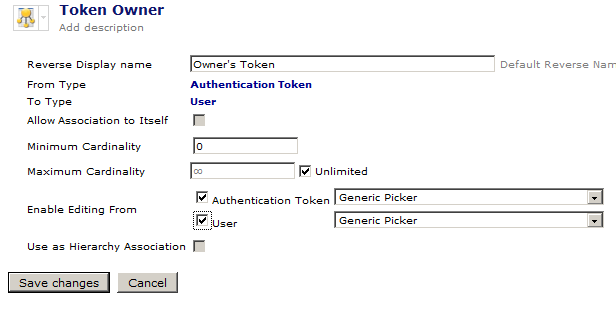 Token Owner
Add description
Reverse Display name Owner's Token Default Reverse Nam
From Type Authentication Token
To Type User
Allow Association to Itself
Minimum Cardinality 0
Maximum Cardinality ∞ Unlimited
Enable Editing From
Authentication Token Generic Picker
User Generic Picker
Use as Hierarchy Association
Save changes Cancel